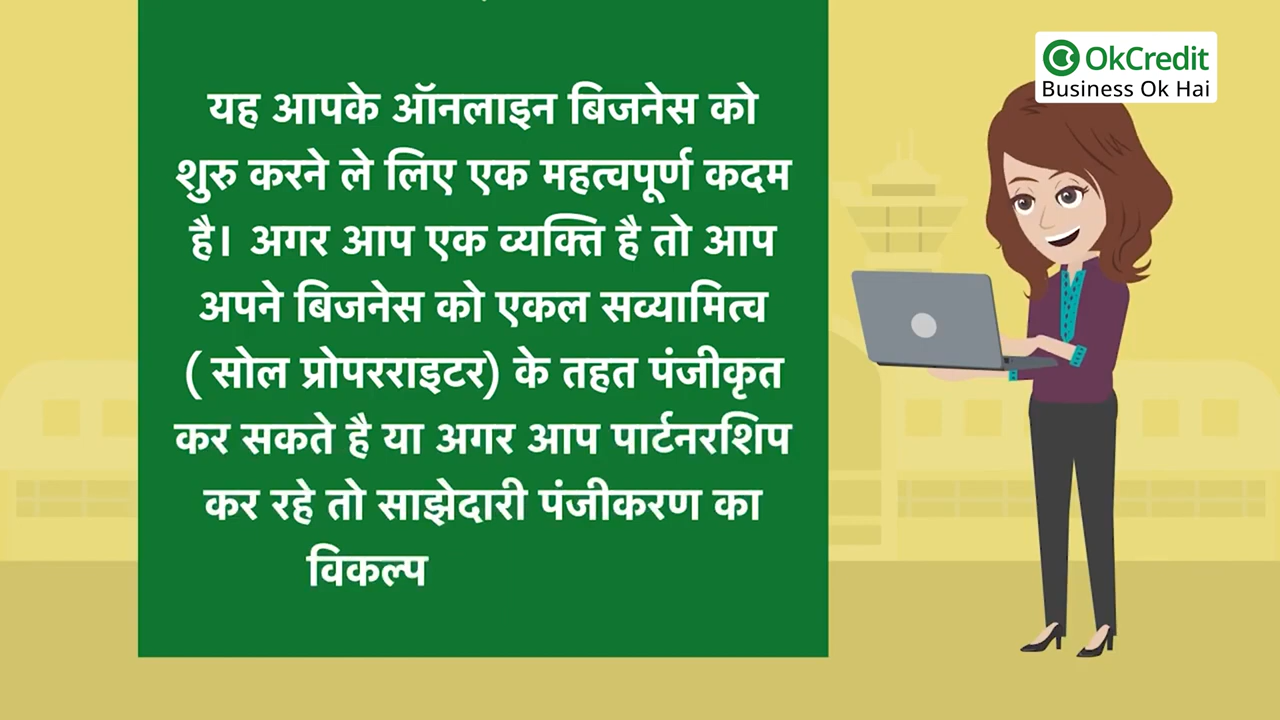 यह आपके ऑनलाइन बिजनेस को
शुरु करने ले लिए एक महत्वपूर्ण कदम
है। अगर आप एक व्यक्ति है तो आप
अपने बिजनेस को एकल सव्यामित्व
( सोल प्रोपरराइटर) के तहत पंजीकृत
कर सकते है या अगर आप पार्टनरशिप
कर रहे तो साझेदारी पंजीकरण का
विकल्प
OkCredit
Business Ok Hai